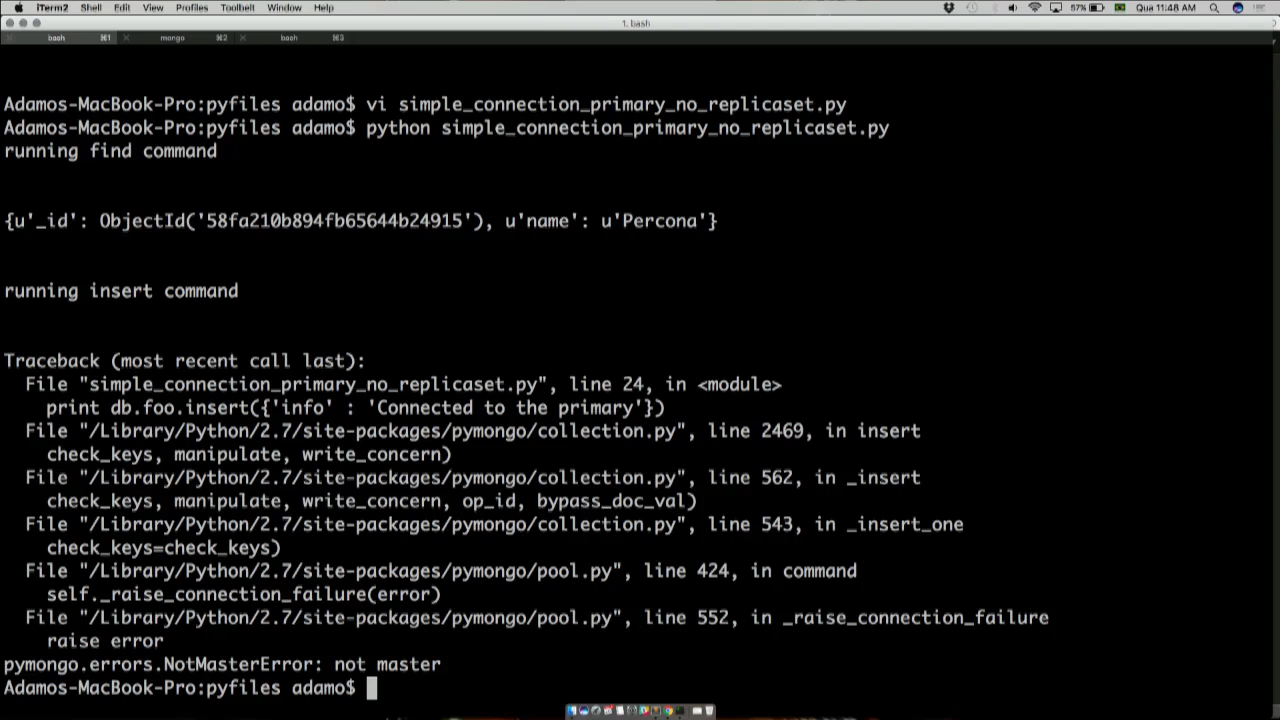 iTerm2 Shell Edit View Profiles Toolbelt Window Help 57% Qua 11:48 AM
1. bash
bash ⌘1 mongo ⌘2 bash ⌘3
Adamos-MacBook-Pro:pyfiles adamo$ vi simple_connection_primary_no_replicaset.py
Adamos-MacBook-Pro:pyfiles adamo$ python simple_connection_primary_no_replicaset.py
running find command
{u'_id': ObjectId('58fa210b894fb65644b24915'), u'name': u'Percona'}
running insert command
Traceback (most recent call last):
File "simple_connection_primary_no_replicaset.py", line 24, in <module>
print db.foo.insert({'info' : 'Connected to the primary'})
File "/Library/Python/2.7/site-packages/pymongo/collection.py", line 2469, in insert
check_keys, manipulate, write_concern)
File "/Library/Python/2.7/site-packages/pymongo/collection.py", line 562, in _insert
check_keys, manipulate, write_concern, op_id, bypass_doc_val)
File "/Library/Python/2.7/site-packages/pymongo/collection.py", line 543, in _insert_one
check_keys=check_keys)
File "/Library/Python/2.7/site-packages/pymongo/pool.py", line 424, in command
self._raise_connection_failure(error)
File "/Library/Python/2.7/site-packages/pymongo/pool.py", line 552, in _raise_connection_failure
raise error
pymongo.errors.NotMasterError: not master
Adamos-MacBook-Pro:pyfiles adamo$